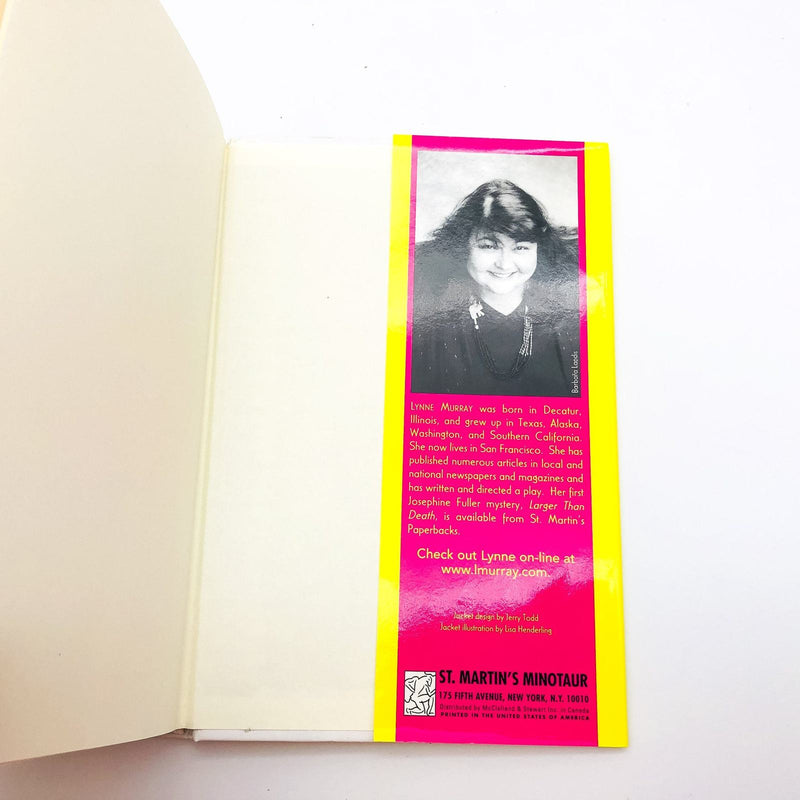 Barbara Landis
LYNNE MURRAY was born in Decatur,
Illinois, and grew up in Texas, Alaska,
Washington, and Southern California.
She now lives in San Francisco. She has
published numerous articles in local and
national newspapers and magazines and
has written and directed a play. Her first
Josephine Fuller mystery, Larger Than
Death, is available from St. Martin's
Paperbacks.
Check out Lynne on-line at
www.lmurray.com.
Jacket design by Jerry Todd
Jacket illustration by Lisa Henderling
ST. MARTIN'S MINOTAUR
175 FIFTH AVENUE, NEW YORK, N.Y. 10010
Distributed by McClelland & Stewart Inc. in Canada
PRINTED IN THE UNITED STATES OF AMERICA